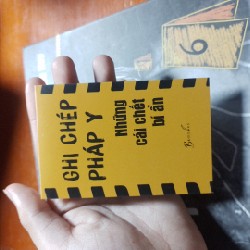 GHI CHÉP
PHÁP Y
Những
cái chết
bí ẩn
6